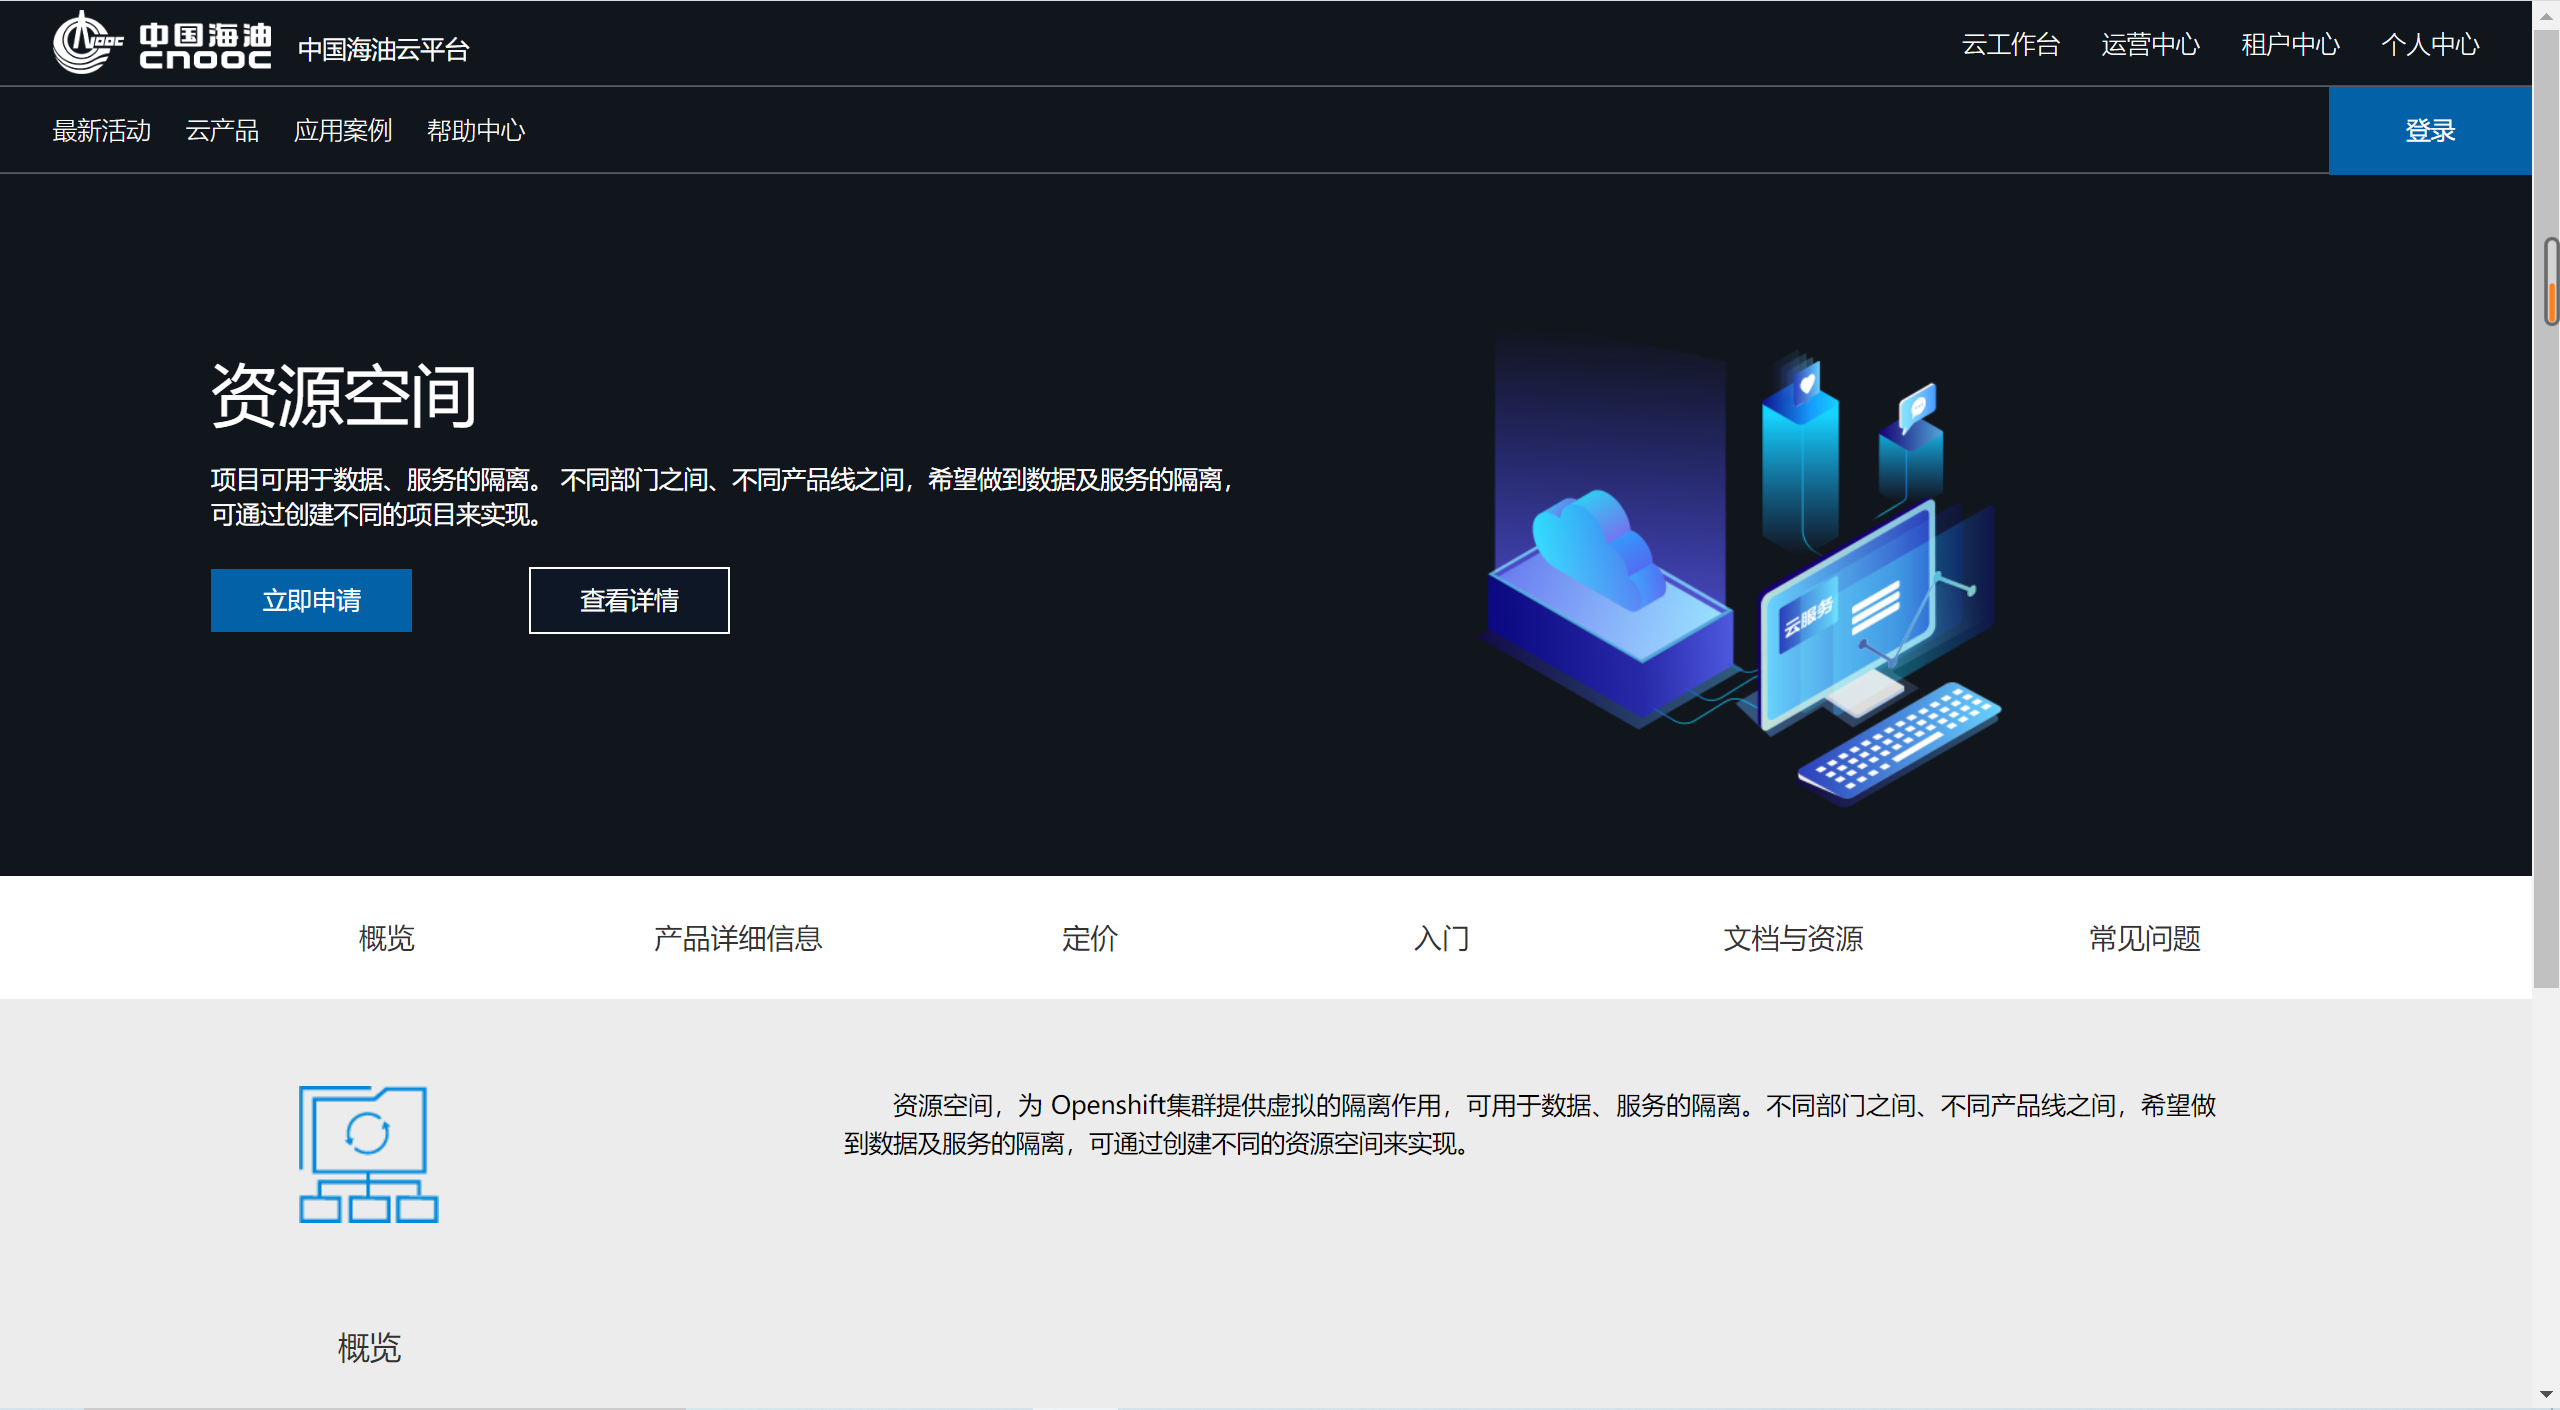 NOOC 中国海油 中国海油云平台 云工作台 运营中心 租户中心 个人中心
CNOOC
最新活动 云产品 应用案例 帮助中心 登录
资源空间
项目可用于数据、服务的隔离。 不同部门之间、不同产品线之间，希望做到数据及服务的隔离，
可通过创建不同的项目来实现。
立即申请 查看详情
云服务
概览 产品详细信息 定价 入门 文档与资源 常见问题
资源空间，为 Openshift集群提供虚拟的隔离作用，可用于数据、服务的隔离。不同部门之间、不同产品线之间，希望做
到数据及服务的隔离，可通过创建不同的资源空间来实现。
概览